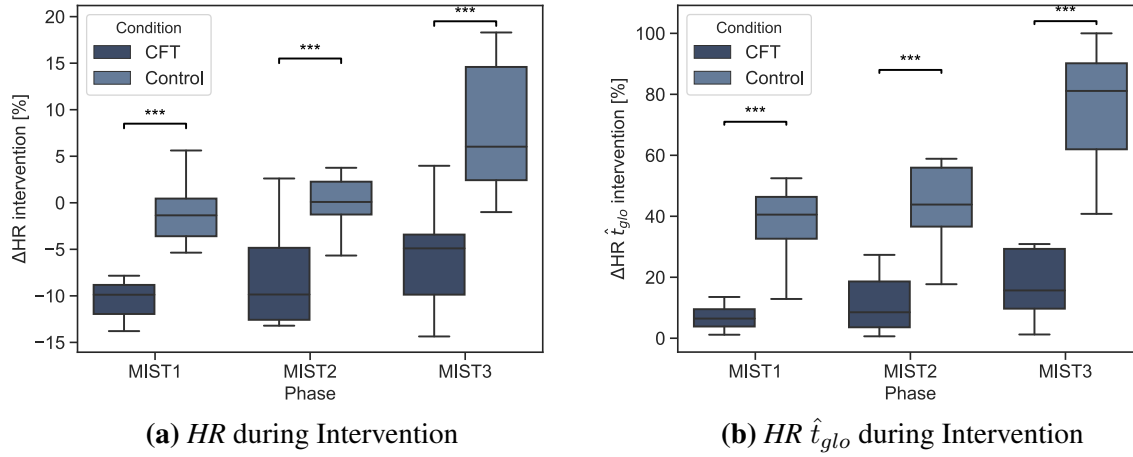 20
15
10
5
0
−5
−10
−15
ΔHR intervention [%]
Condition
CFT
Control
***
***
***
MIST1 MIST2 MIST3
Phase
(a) HR during Intervention
100
80
60
40
20
0
ΔHR t̂glo intervention [%]
Condition
CFT
Control
***
***
***
MIST1 MIST2 MIST3
Phase
(b) HR t̂glo during Intervention